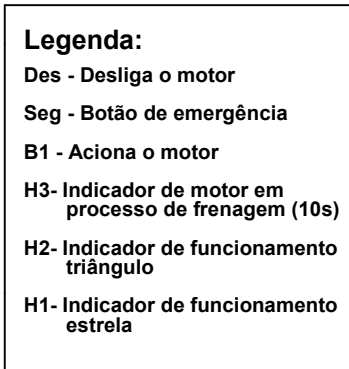 Legenda:
Des - Desliga o motor
Seg - Botão de emergência
B1 - Aciona o motor
H3- Indicador de motor em
processo de frenagem (10s)
H2- Indicador de funcionamento
triângulo
H1- Indicador de funcionamento
estrela